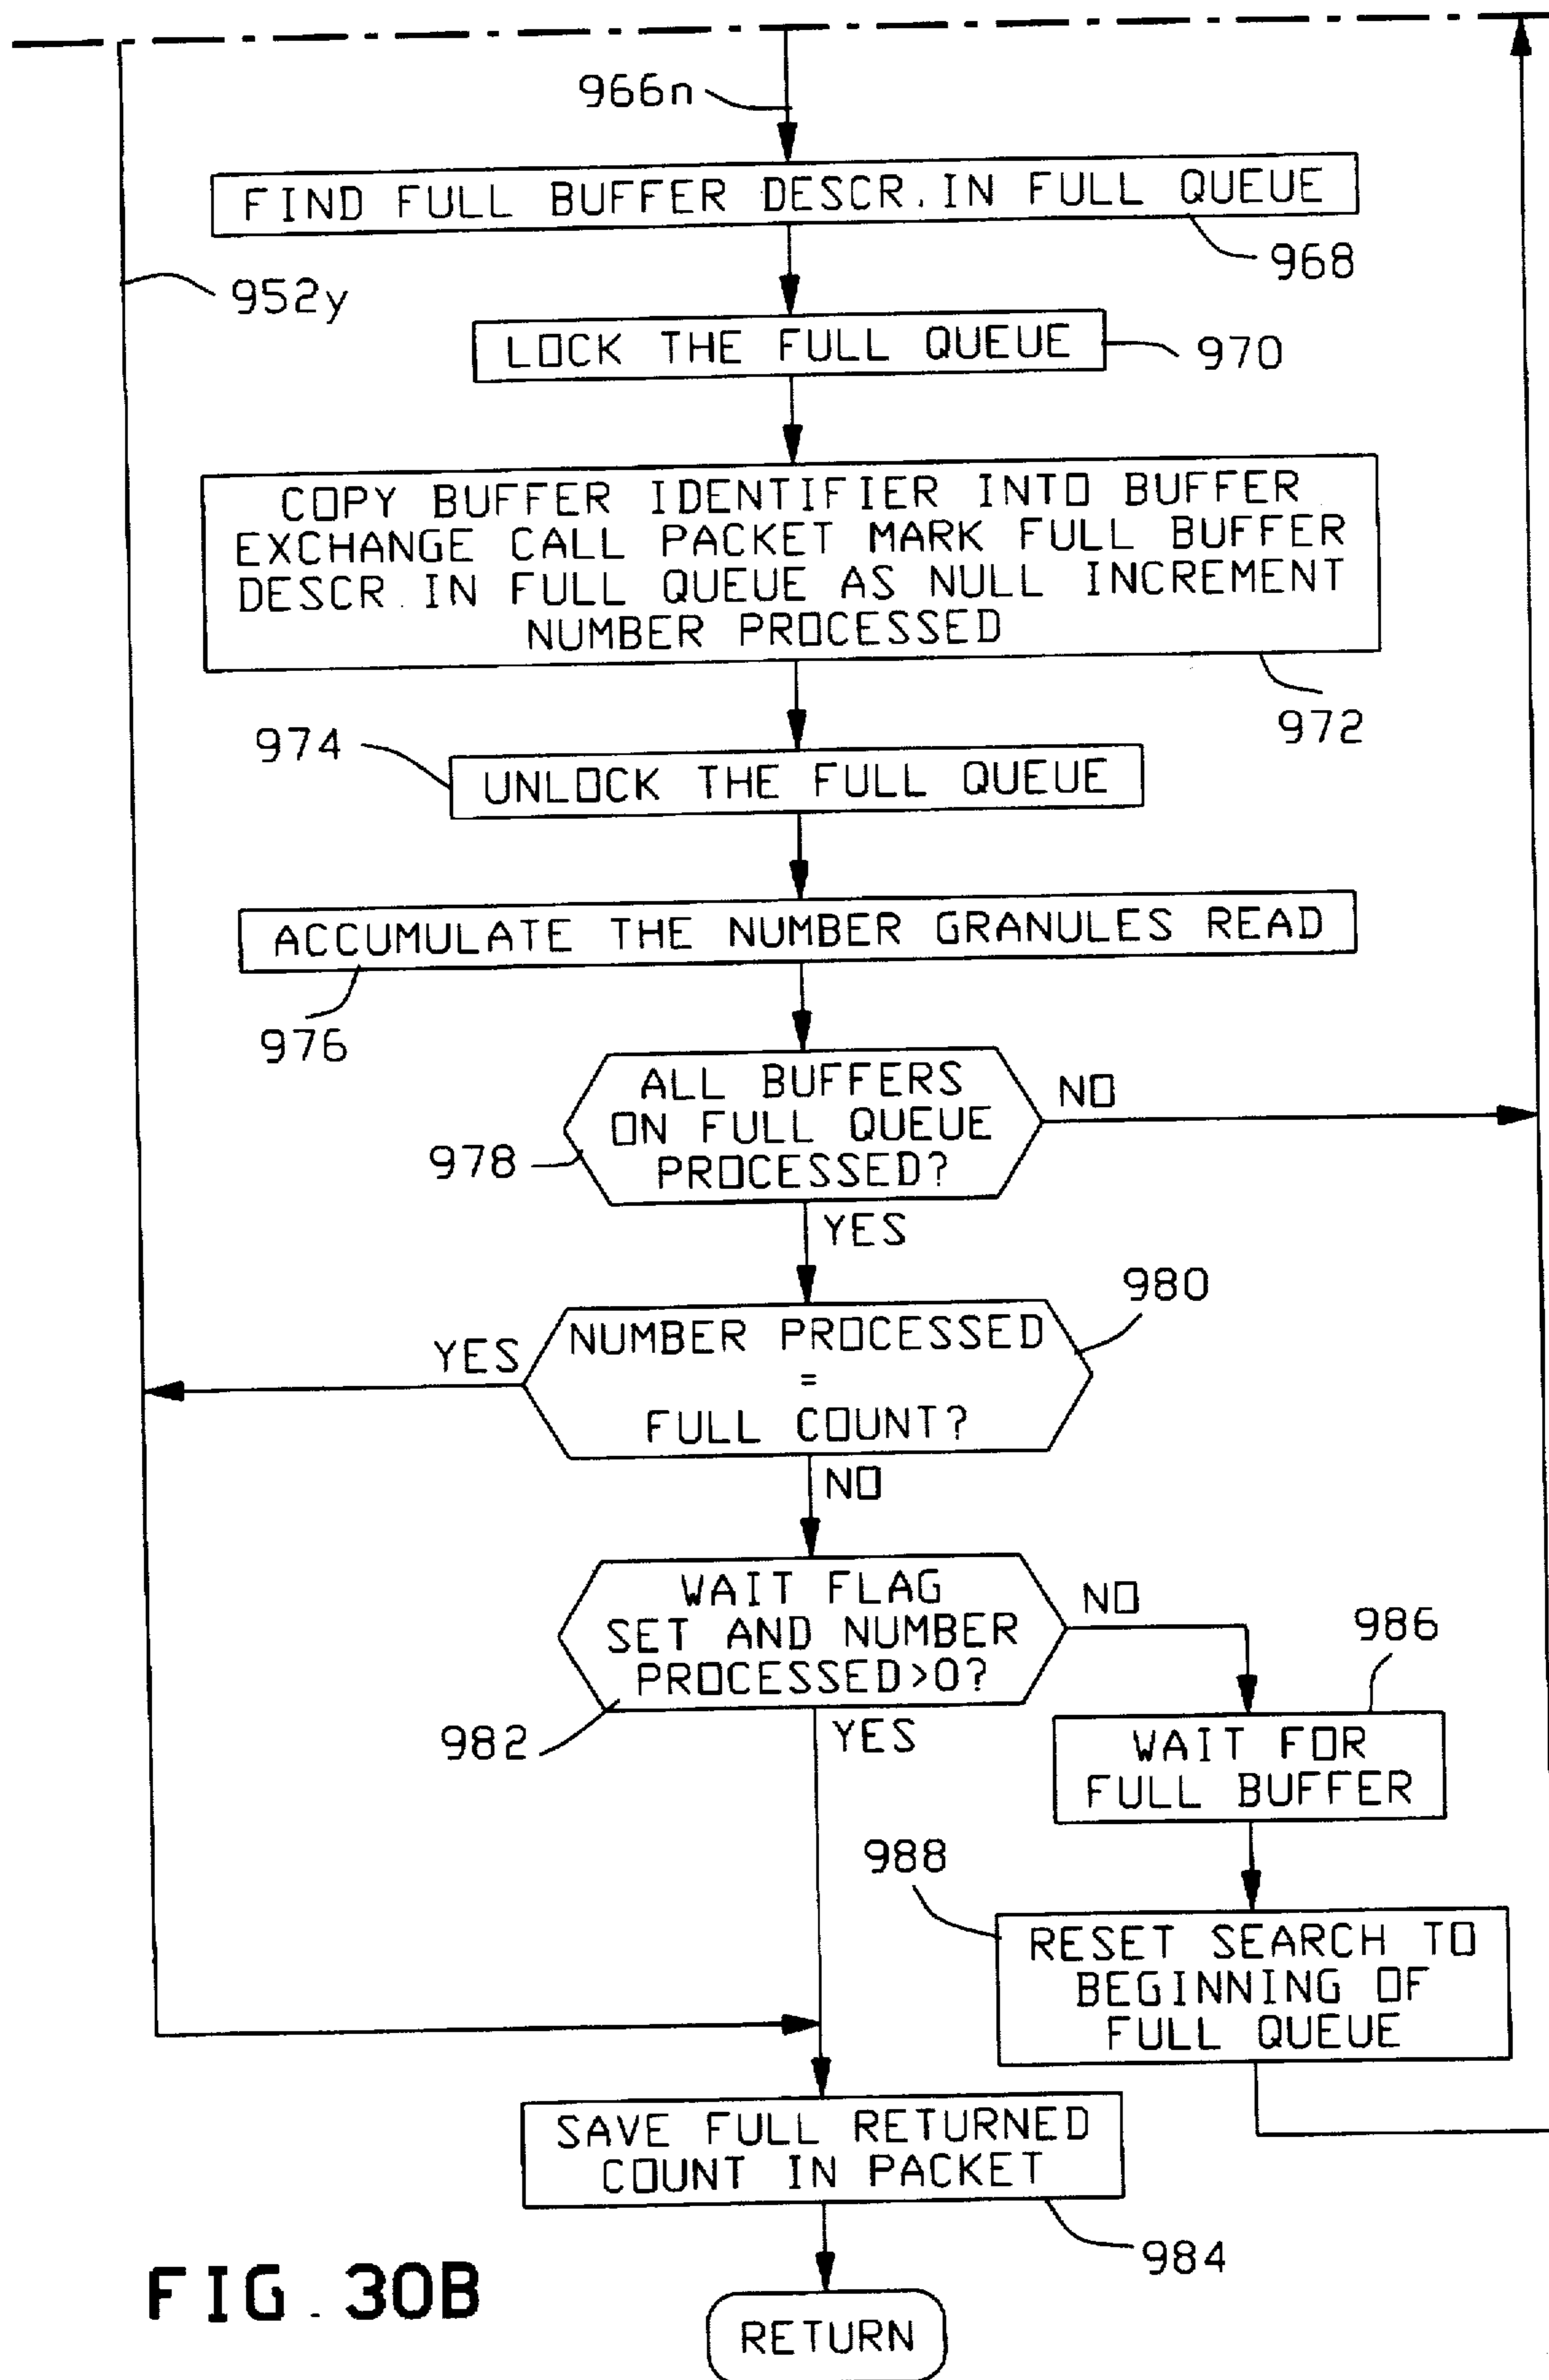 966n
FIND FULL BUFFER DESCR. IN FULL QUEUE
968
952y
LOCK THE FULL QUEUE
970
COPY BUFFER IDENTIFIER INTO BUFFER
EXCHANGE CALL PACKET MARK FULL BUFFER
DESCR. IN FULL QUEUE AS NULL INCREMENT
NUMBER PROCESSED
972
974
UNLOCK THE FULL QUEUE
ACCUMULATE THE NUMBER GRANULES READ
976
ALL BUFFERS
ON FULL QUEUE
PROCESSED?
NO
978
YES
980
NUMBER PROCESSED
=
FULL COUNT?
YES
NO
WAIT FLAG
SET AND NUMBER
PROCESSED>0?
NO
986
982
YES
WAIT FOR
FULL BUFFER
988
RESET SEARCH TO
BEGINNING OF
FULL QUEUE
SAVE FULL RETURNED
COUNT IN PACKET
984
FIG. 30B
RETURN